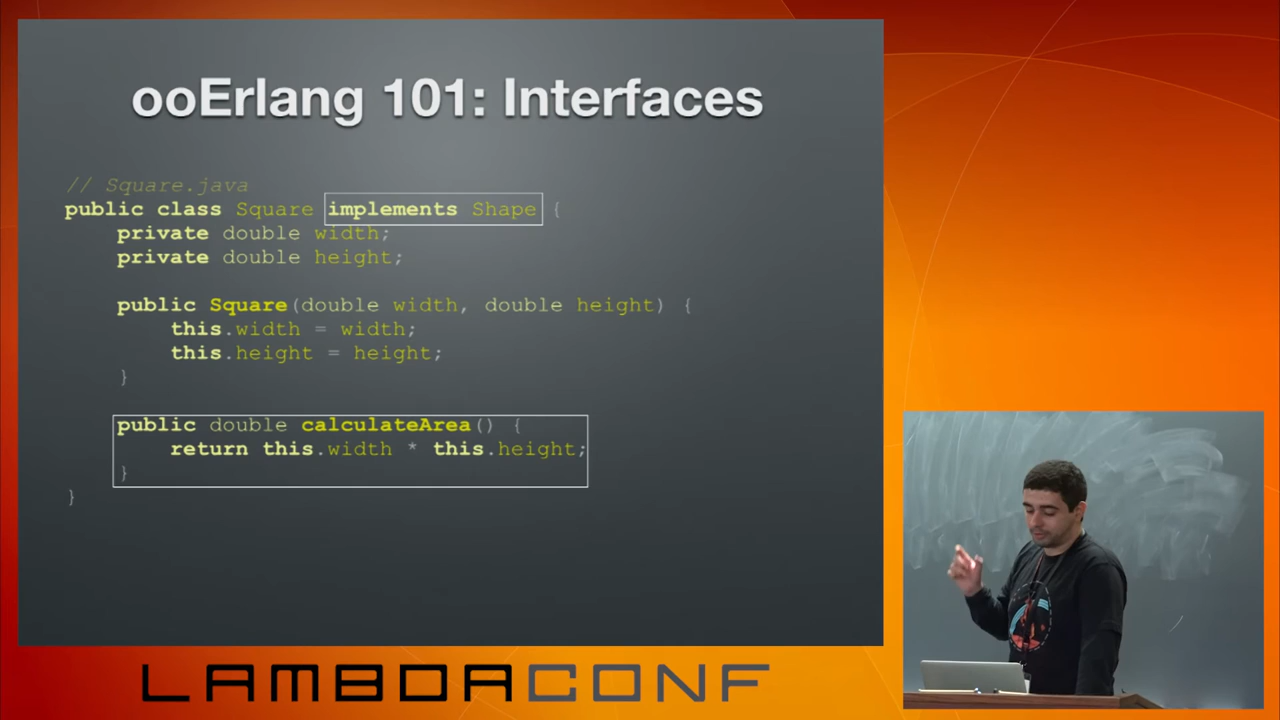 ooErlang 101: Interfaces
// Square.java
public class Square implements Shape {
private double width;
private double height;
public Square(double width, double height) {
this.width = width;
this.height = height;
}
public double calculateArea() {
return this.width * this.height;
}
}
LAMBDACONF